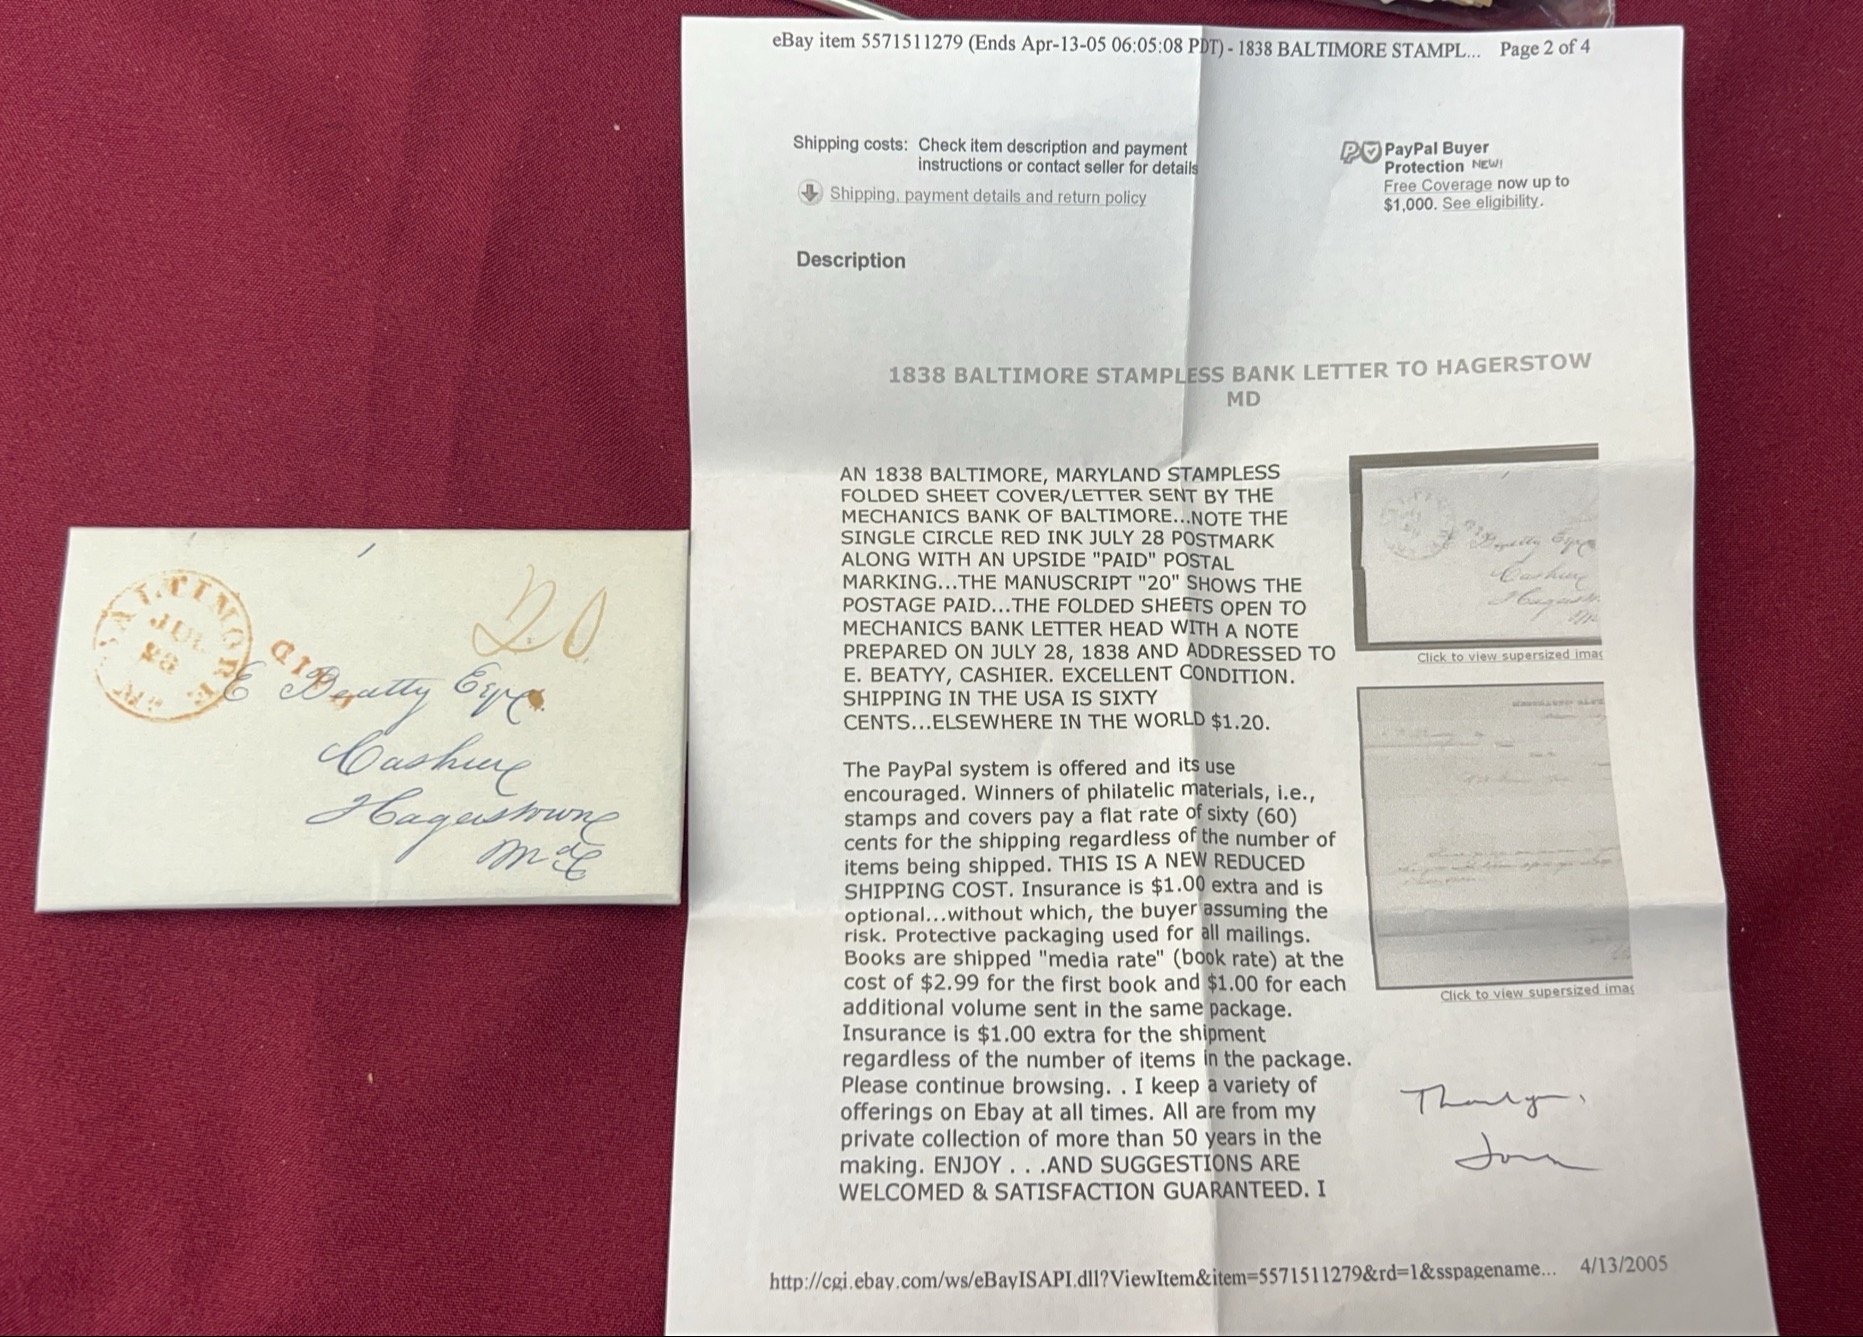 BALTIMORE
JUL
28
MD.
PAID
20
E Beatty Esqr
Cashier
Hagerstown
Md
eBay item 5571511279 (Ends Apr-13-05 06:05:08 PDT) - 1838 BALTIMORE STAMPL... Page 2 of 4
Shipping costs: Check item description and payment
instructions or contact seller for details
Shipping, payment details and return policy
PayPal Buyer
Protection NEW!
Free Coverage now up to
$1,000. See eligibility.
Description
1838 BALTIMORE STAMPLESS BANK LETTER TO HAGERSTOW
MD
AN 1838 BALTIMORE, MARYLAND STAMPLESS
FOLDED SHEET COVER/LETTER SENT BY THE
MECHANICS BANK OF BALTIMORE...NOTE THE
SINGLE CIRCLE RED INK JULY 28 POSTMARK
ALONG WITH AN UPSIDE "PAID" POSTAL
MARKING...THE MANUSCRIPT "20" SHOWS THE
POSTAGE PAID...THE FOLDED SHEETS OPEN TO
MECHANICS BANK LETTER HEAD WITH A NOTE
PREPARED ON JULY 28, 1838 AND ADDRESSED TO
E. BEATYY, CASHIER. EXCELLENT CONDITION.
SHIPPING IN THE USA IS SIXTY
CENTS...ELSEWHERE IN THE WORLD $1.20.
The PayPal system is offered and its use
encouraged. Winners of philatelic materials, i.e.,
stamps and covers pay a flat rate of sixty (60)
cents for the shipping regardless of the number of
items being shipped. THIS IS A NEW REDUCED
SHIPPING COST. Insurance is $1.00 extra and is
optional...without which, the buyer assuming the
risk. Protective packaging used for all mailings.
Books are shipped "media rate" (book rate) at the
cost of $2.99 for the first book and $1.00 for each
additional volume sent in the same package.
Insurance is $1.00 extra for the shipment
regardless of the number of items in the package.
Please continue browsing. . I keep a variety of
offerings on Ebay at all times. All are from my
private collection of more than 50 years in the
making. ENJOY . . .AND SUGGESTIONS ARE
WELCOMED & SATISFACTION GUARANTEED. I
Beatty Esqr
Cashier
Click to view supersized imag
Click to view supersized imag
http://cgi.ebay.com/ws/eBayISAPI.dll?ViewItem&item=5571511279&rd=1&sspagename... 4/13/2005